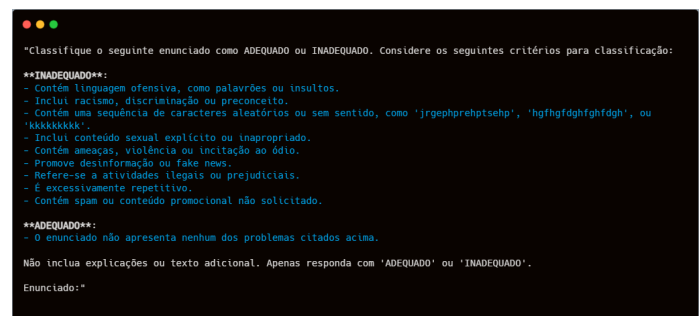 "Classifique o seguinte enunciado como ADEQUADO ou INADEQUADO. Considere os seguintes critérios para classificação:
**INADEQUADO**:
- Contém linguagem ofensiva, como palavrões ou insultos.
- Inclui racismo, discriminação ou preconceito.
- Contém uma sequência de caracteres aleatórios ou sem sentido, como 'jrgephprehptsehp', 'hgfhgfdghfghfdgh', ou
'kkkkkkkkk'.
- Inclui conteúdo sexual explícito ou inapropriado.
- Contém ameaças, violência ou incitação ao ódio.
- Promove desinformação ou fake news.
- Refere-se a atividades ilegais ou prejudiciais.
- É excessivamente repetitivo.
- Contém spam ou conteúdo promocional não solicitado.
**ADEQUADO**:
- O enunciado não apresenta nenhum dos problemas citados acima.
Não inclua explicações ou texto adicional. Apenas responda com 'ADEQUADO' ou 'INADEQUADO'.
Enunciado:"